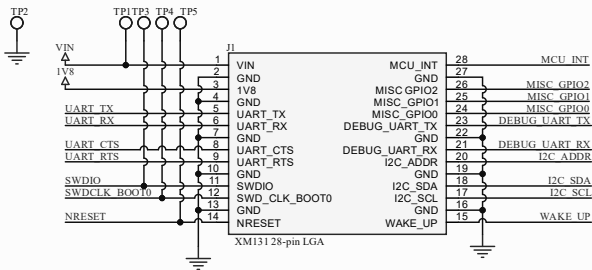 TP2 TP1 TP3 TP4 TP5
VIN J1
1 VIN MCU_INT 28 MCU_INT
1V8 2 GND GND 27
3 1V8 MISC GPIO2 26 MISC_GPIO2
4 GND MISC_GPIO1 25 MISC_GPIO1
UART_TX 5 UART_TX MISC_GPIO0 24 MISC_GPIO0
UART_RX 6 UART_RX DEBUG_UART_TX 23 DEBUG_UART_TX
7 GND GND 22
UART_CTS 8 UART_CTS DEBUG_UART_RX 21 DEBUG_UART_RX
UART_RTS 9 UART_RTS I2C_ADDR 20 I2C_ADDR
10 GND GND 19
SWDIO 11 SWDIO I2C_SDA 18 I2C_SDA
SWDCLK_BOOT0 12 SWD_CLK_BOOT0 I2C_SCL 17 I2C_SCL
13 GND GND 16
NRESET 14 NRESET WAKE_UP 15 WAKE_UP
XM131 28-pin LGA